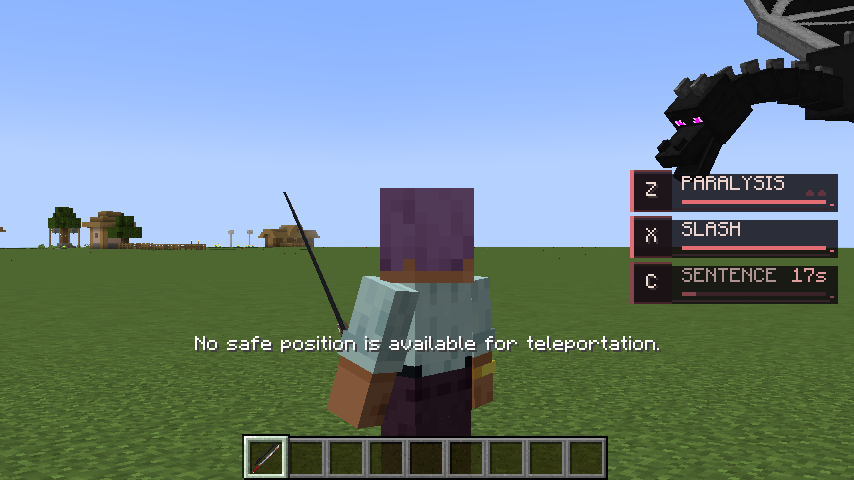 Z PARALYSIS
X SLASH
C SENTENCE 17s
No safe position is available for teleportation.